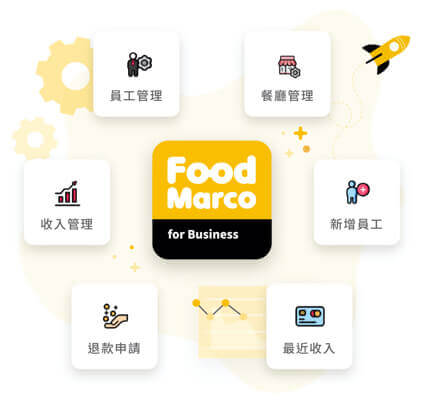 員工管理
餐廳管理
Food
Marco
for Business
收入管理
新增員工
退款申請
最近收入